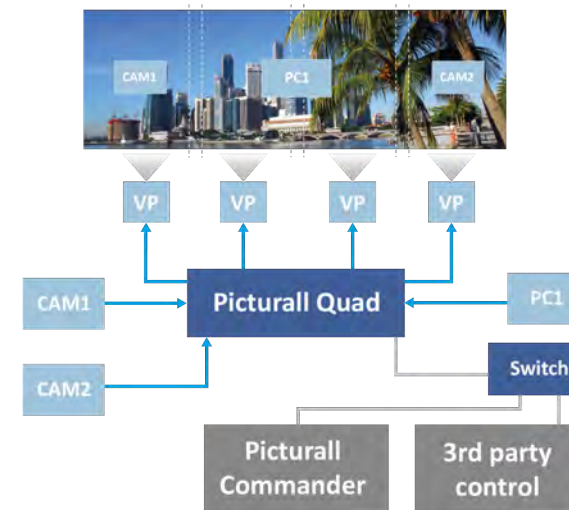 CAM1
PC1
CAM2
VP
VP
VP
VP
CAM1
Picturall Quad
PC1
CAM2
Switch
Picturall
Commander
3rd party
control